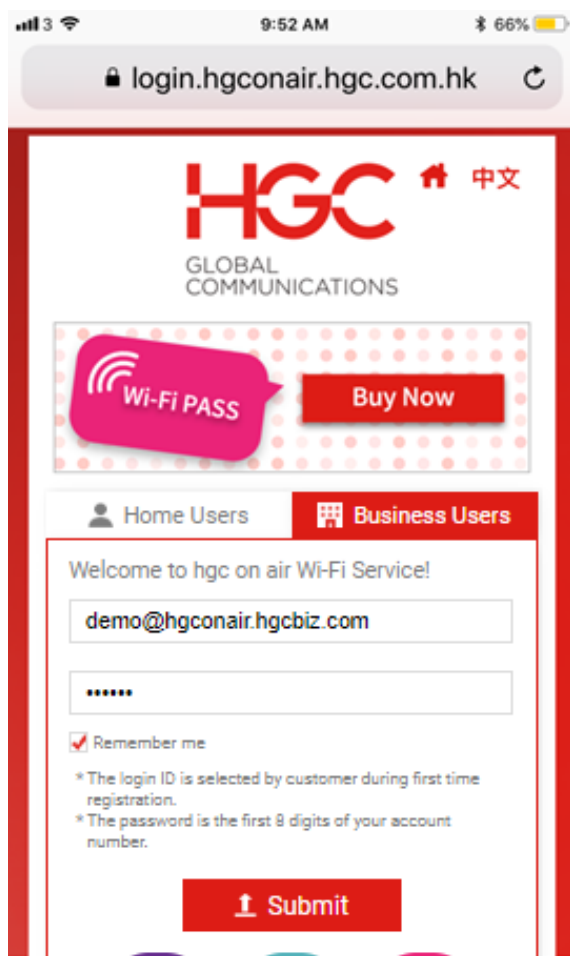 3 9:52 AM 66%
login.hgconair.hgc.com.hk
HGC 中文
GLOBAL
COMMUNICATIONS
Wi-Fi PASS Buy Now
Home Users Business Users
Welcome to hgc on air Wi-Fi Service!
demo@hgconair.hgcbiz.com
••••••
Remember me
* The login ID is selected by customer during first time
registration.
* The password is the first 8 digits of your account
number.
Submit